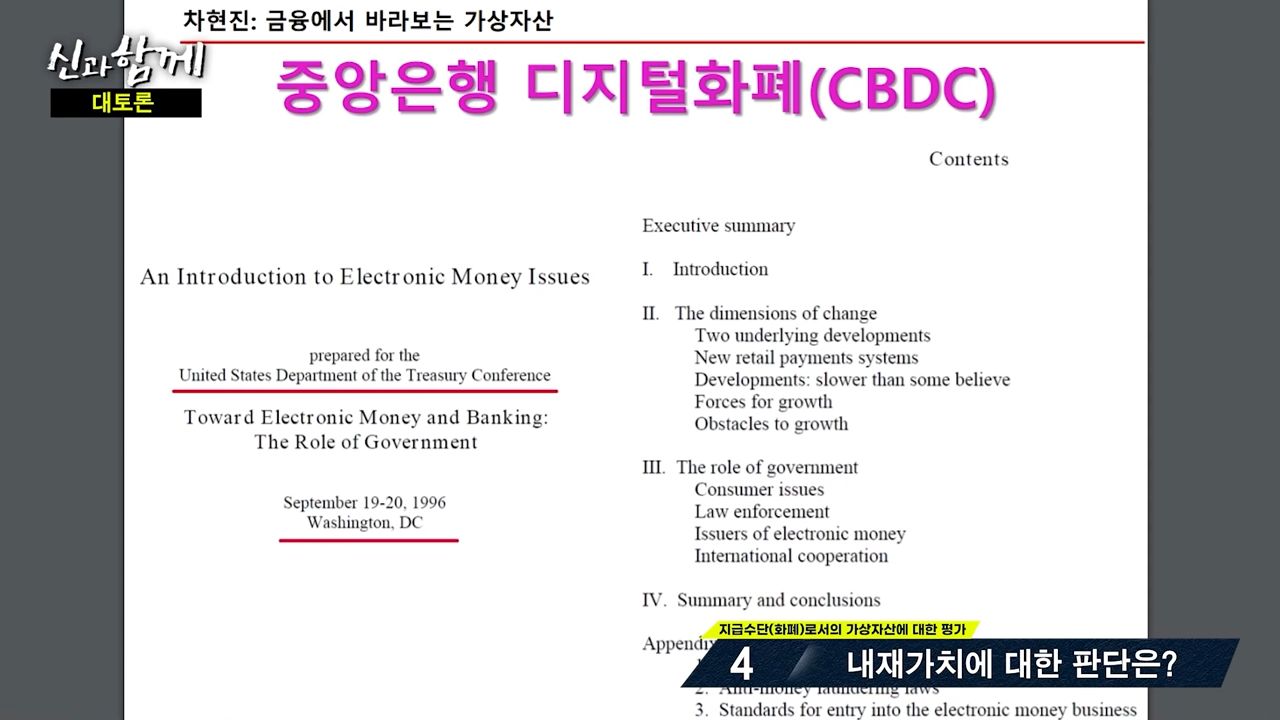 차현진: 금융에서 바라보는 가상자산
신과함께
대토론
중앙은행 디지털화폐(CBDC)
An Introduction to Electronic Money Issues
prepared for the
United States Department of the Treasury Conference
Toward Electronic Money and Banking:
The Role of Government
September 19-20, 1996
Washington, DC
Contents
Executive summary
I. Introduction
II. The dimensions of change
Two underlying developments
New retail payments systems
Developments: slower than some believe
Forces for growth
Obstacles to growth
III. The role of government
Consumer issues
Law enforcement
Issuers of electronic money
International cooperation
IV. Summary and conclusions
2. Anti-money laundering laws
3. Standards for entry into the electronic money business
지급수단(화폐)로서의 가상자산에 대한 평가
4 내재가치에 대한 판단은?